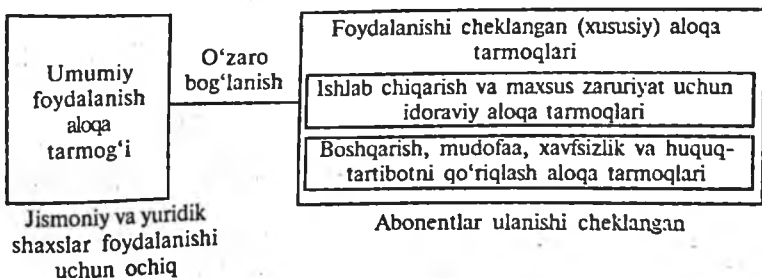 Umumiy
foydalanish
aloqa
tarmog‘i
Jismoniy va yuridik
shaxslar foydalanishi
uchun ochiq
O‘zaro
bog‘lanish
Foydalanishi cheklangan (xususiy) aloqa
tarmoqlari
Ishlab chiqarish va maxsus zaruriyat uchun
idoraviy aloqa tarmoqlari
Boshqarish, mudofaa, xavfsizlik va huquq-
tartibotni qo‘riqlash aloqa tarmoqlari
Abonentlar ulanishi cheklangan